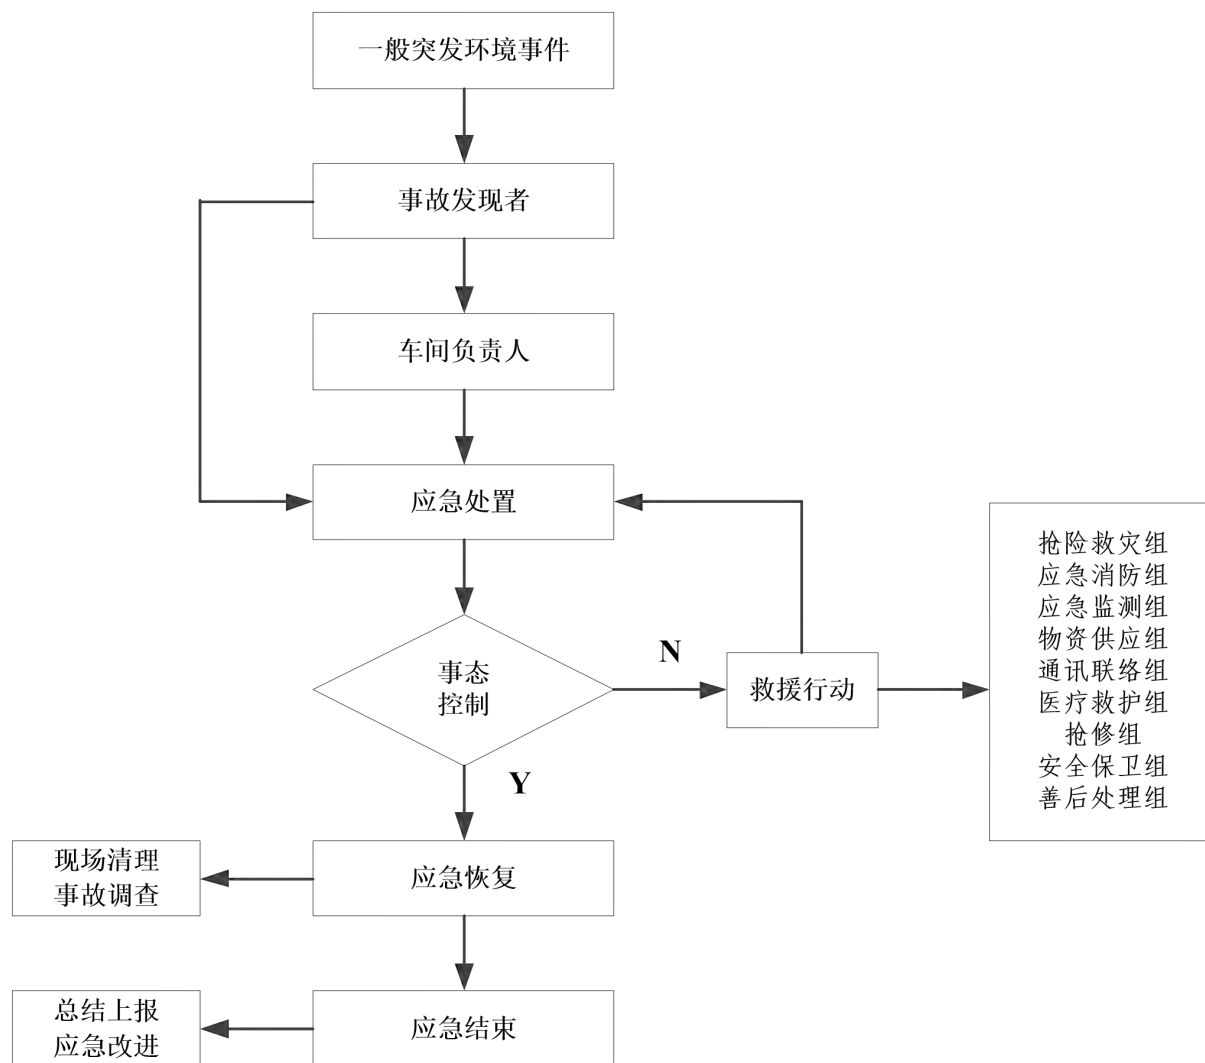 一般突发环境事件
事故发现者
车间负责人
应急处置
事态
控制
N
救援行动
抢险救灾组
应急消防组
应急监测组
物资供应组
通讯联络组
医疗救护组
抢修组
安全保卫组
善后处理组
Y
现场清理
事故调查
应急恢复
总结上报
应急改进
应急结束